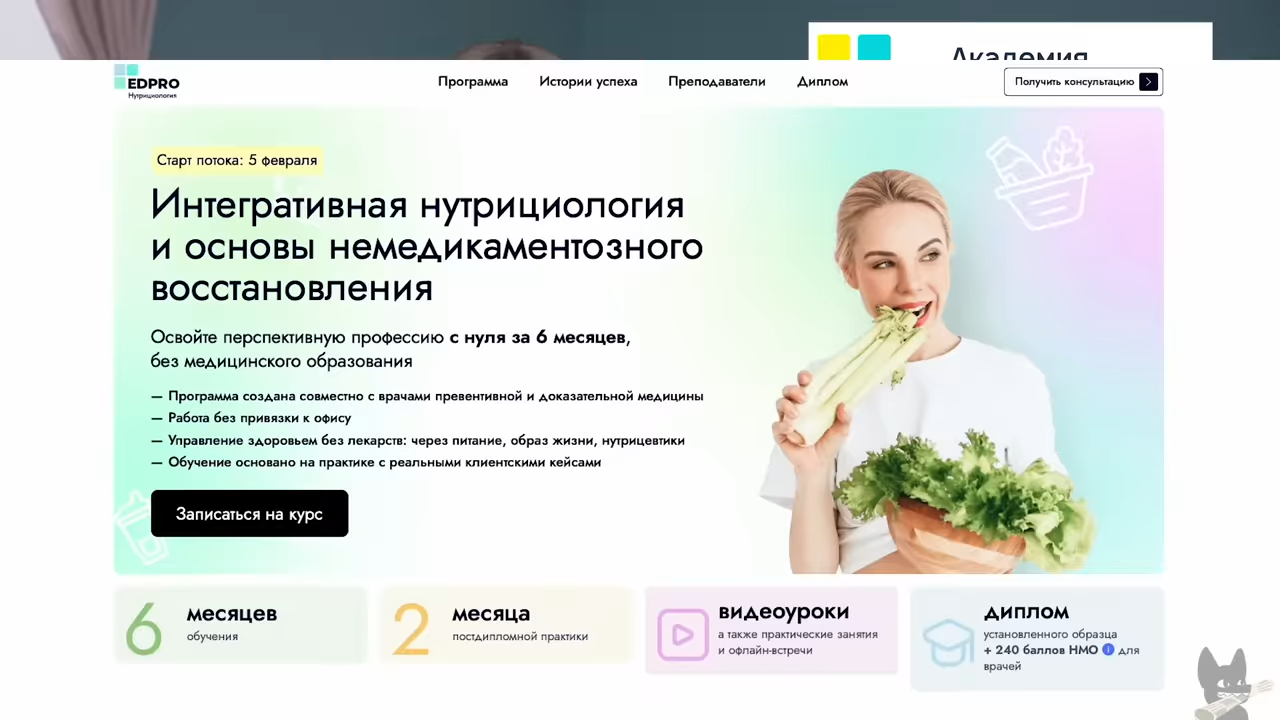 Академия
EDPRO
Нутрициология
Программа
Истории успеха
Преподаватели
Диплом
Получить консультацию
Старт потока: 5 февраля
Интегративная нутрициология
и основы немедикаментозного
восстановления
Освойте перспективную профессию с нуля за 6 месяцев,
без медицинского образования
— Программа создана совместно с врачами превентивной и доказательной медицины
— Работа без привязки к офису
— Управление здоровьем без лекарств: через питание, образ жизни, нутрицевтики
— Обучение основано на практике с реальными клиентскими кейсами
Записаться на курс
6 месяцев
обучения
2 месяца
постдипломной практики
видеоуроки
а также практические занятия
и офлайн-встречи
диплом
установленного образца
+ 240 баллов НМО i для
врачей